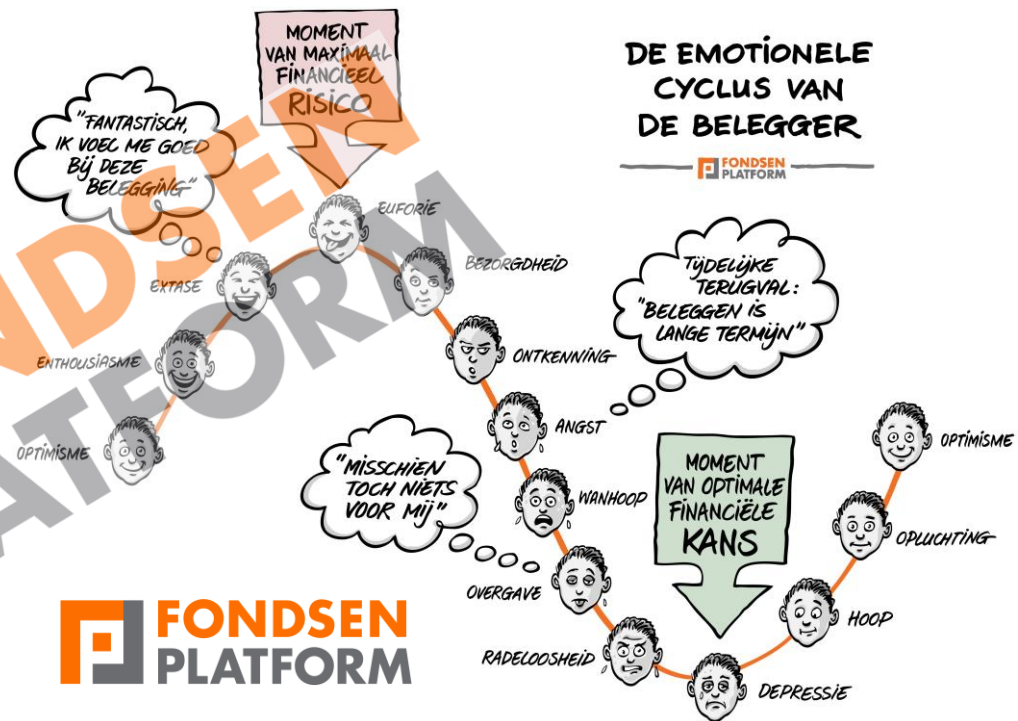 MOMENT
VAN MAXIMAAL
FINANCIEEL
RISICO
DE EMOTIONELE
CYCLUS VAN
DE BELEGGER
FONDSEN
PLATFORM
"FANTASTISCH,
IK VOEL ME GOED
BIJ DEZE
BELEGGING"
EUFORIE
EXTASE
BEZORGDHEID
TIJDELIJKE
TERUGVAL:
"BELEGGEN IS
LANGE TERMIJN"
ENTHOUSIASME
ONTKENNING
OPTIMISME
ANGST
OPTIMISME
"MISSCHIEN
TOCH NIETS
VOOR MIJ"
WANHOOP
MOMENT
VAN OPTIMALE
FINANCIËLE
KANS
OPLUCHTING
OVERGAVE
HOOP
RADELOOSHEID
DEPRESSIE
FONDSEN
PLATFORM
NDSEN
ATFORM